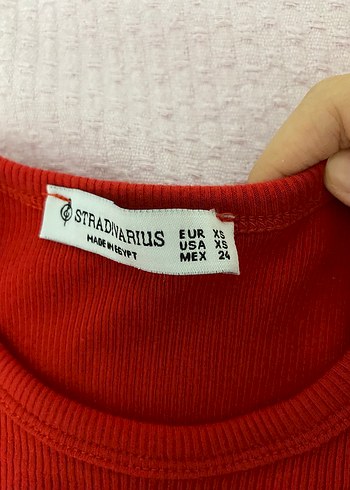 STRADIVARIUS
MADE IN EGYPT
EUR XS
USA XS
MEX 24